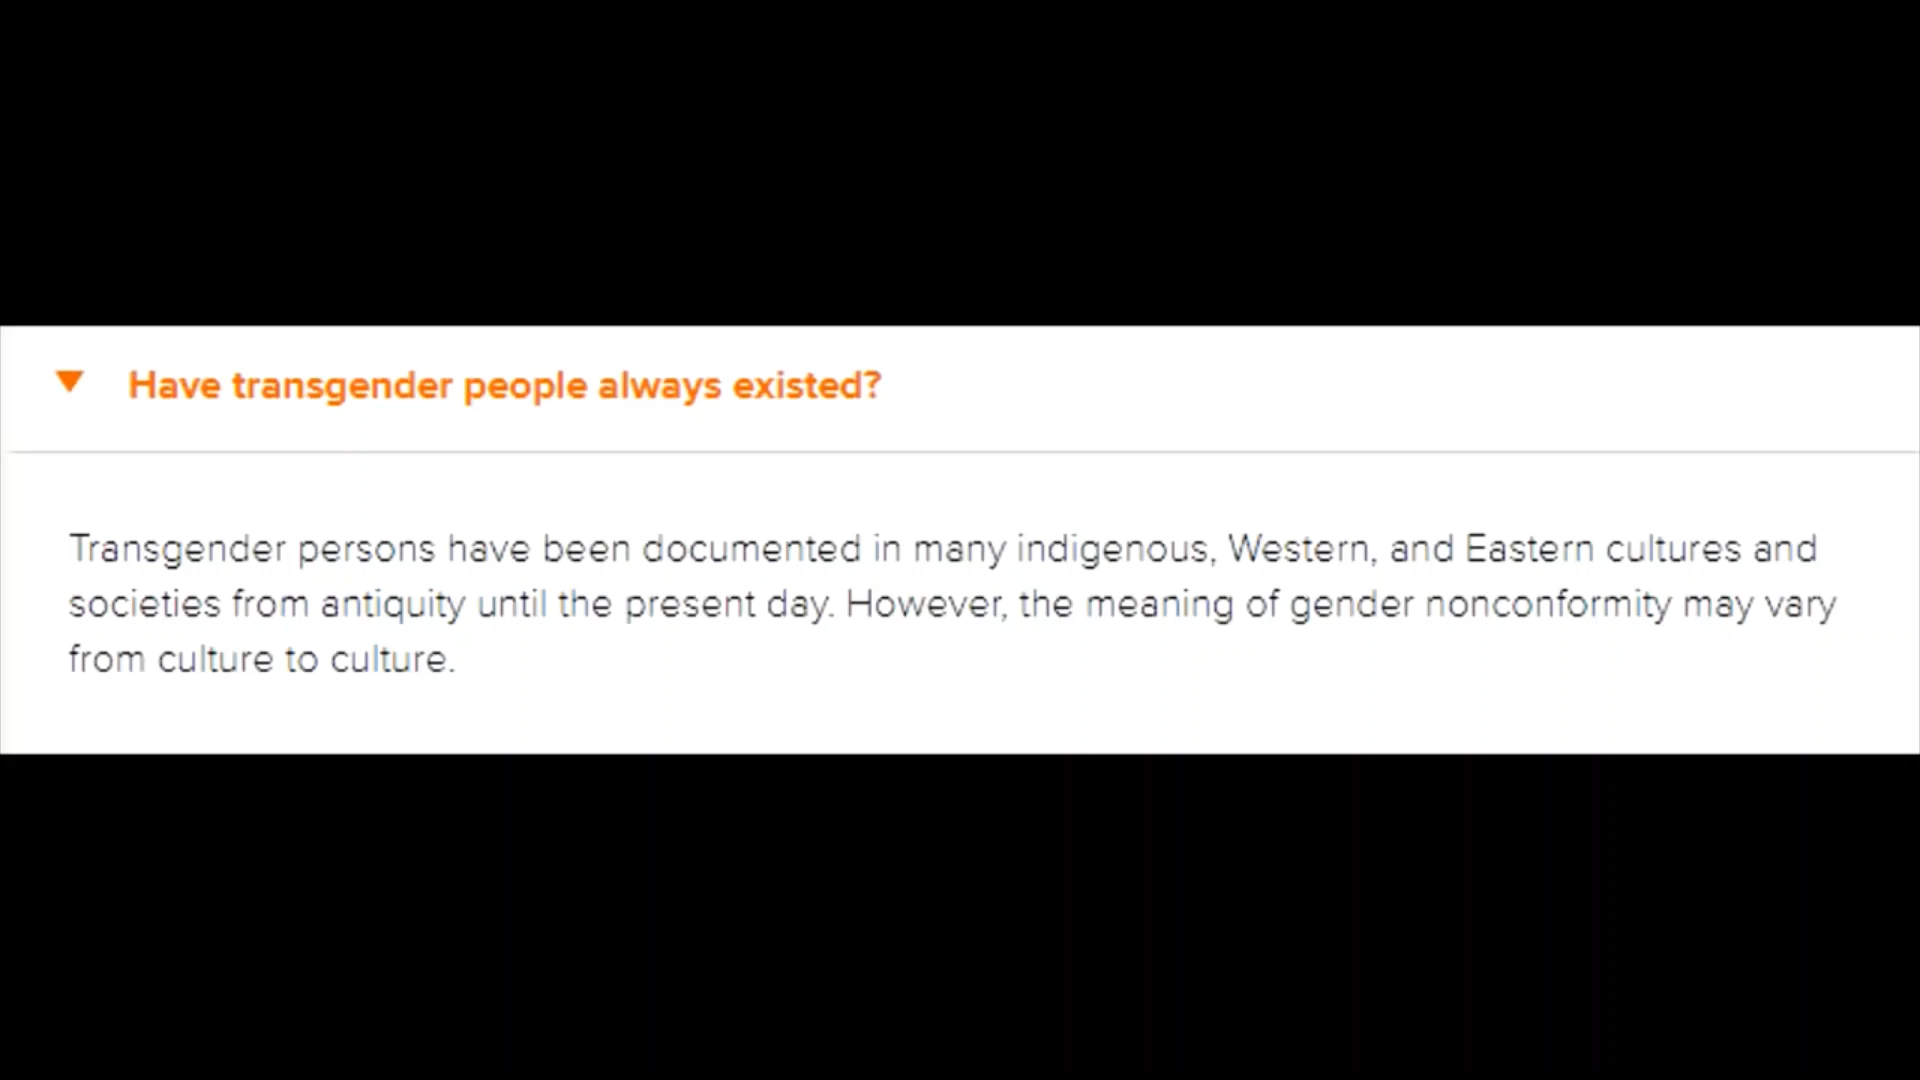 Have transgender people always existed?
Transgender persons have been documented in many indigenous, Western, and Eastern cultures and
societies from antiquity until the present day. However, the meaning of gender nonconformity may vary
from culture to culture.